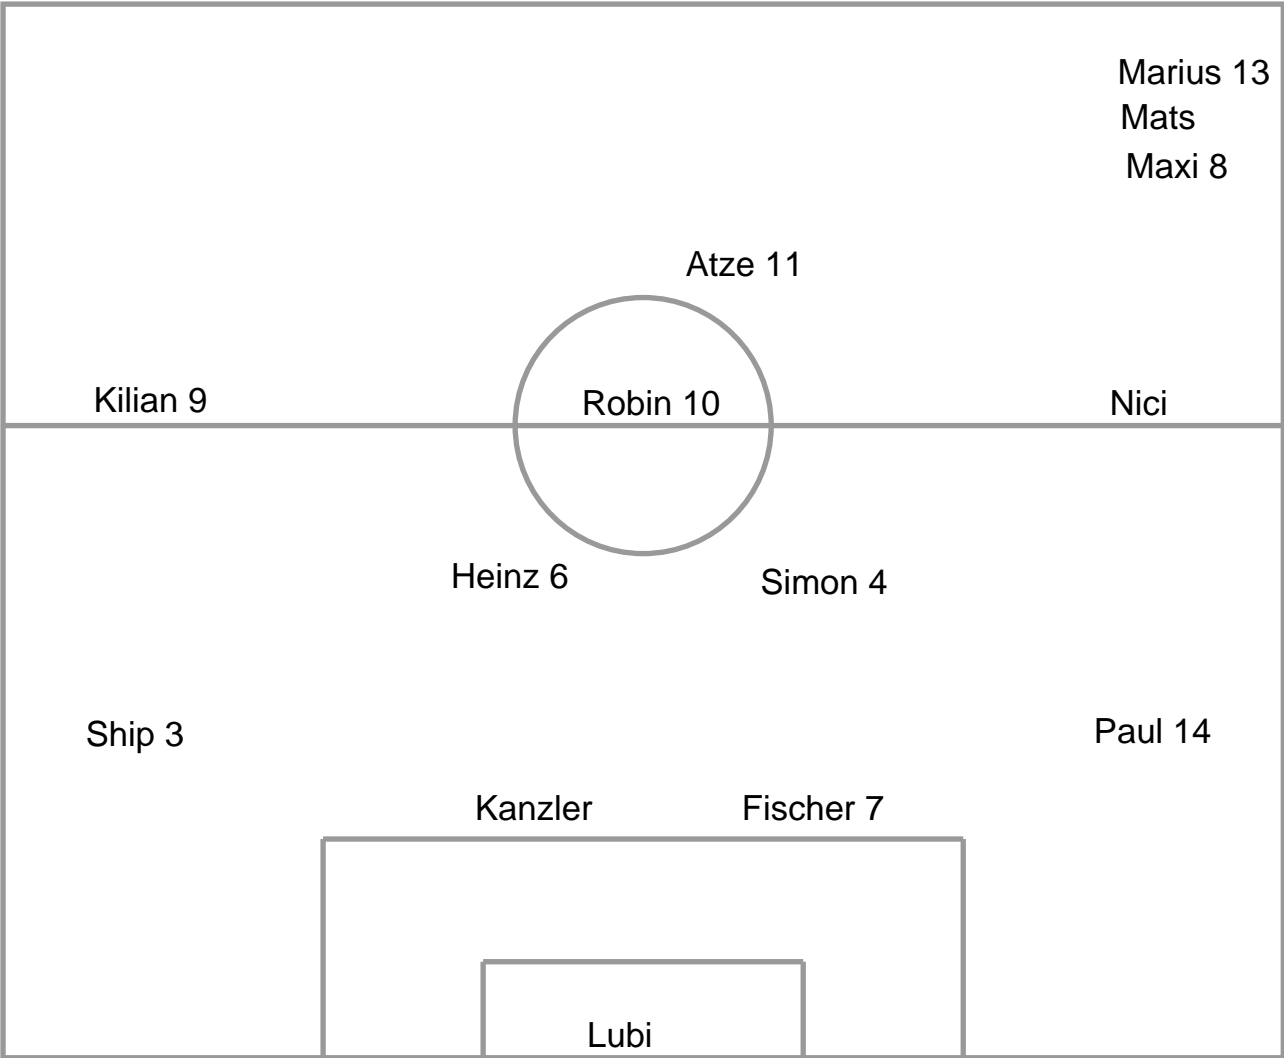 Marius 13
Mats
Maxi 8
Atze 11
Kilian 9
Robin 10
Nici
Heinz 6
Simon 4
Ship 3
Paul 14
Kanzler
Fischer 7
Lubi